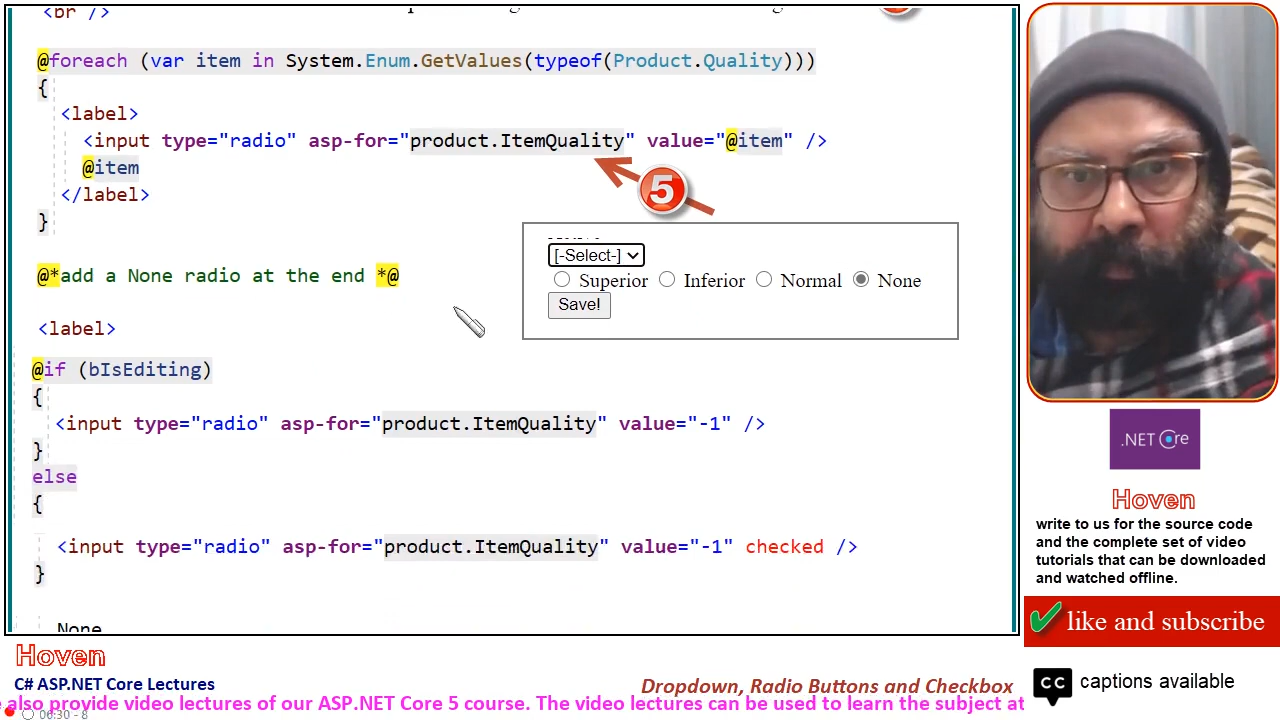 <br />
@foreach (var item in System.Enum.GetValues(typeof(Product.Quality)))
{
<label>
<input type="radio" asp-for="product.ItemQuality" value="@item" />
@item
</label>
}
5
[-Select-]
Superior Inferior Normal None
Save!
@*add a None radio at the end *@
<label>
@if (bIsEditing)
{
<input type="radio" asp-for="product.ItemQuality" value="-1" />
}
else
{
<input type="radio" asp-for="product.ItemQuality" value="-1" checked />
}
None
.NET Core
Hoven
write to us for the source code
and the complete set of video
tutorials that can be downloaded
and watched offline.
like and subscribe
CC captions available
Hoven
C# ASP.NET Core Lectures
Dropdown, Radio Buttons and Checkbox
also provide video lectures of our ASP.NET Core 5 course. The video lectures can be used to learn the subject at
06:30 - 8